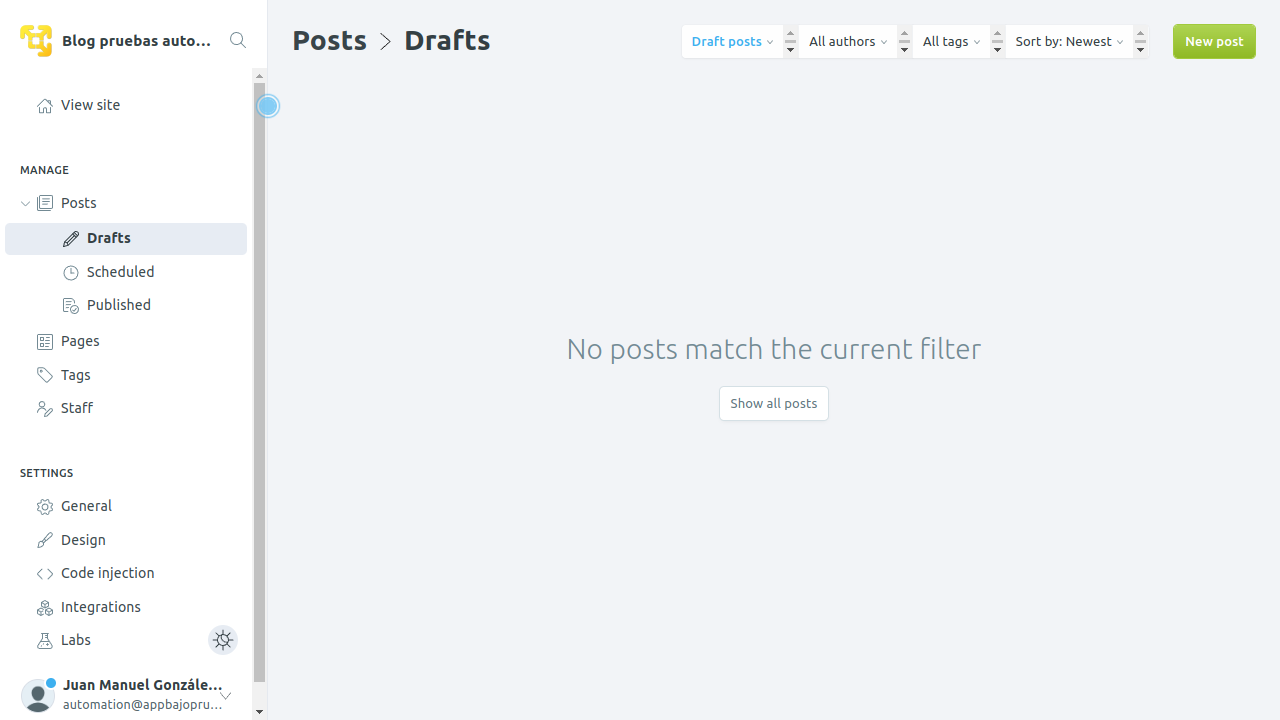 Blog pruebas auto...
View site
MANAGE
Posts
Drafts
Scheduled
Published
Pages
Tags
Staff
SETTINGS
General
Design
Code injection
Integrations
Labs
Juan Manuel Gonzále...
automation@appbajopru...
Posts > Drafts
Draft posts
All authors
All tags
Sort by: Newest
New post
No posts match the current filter
Show all posts